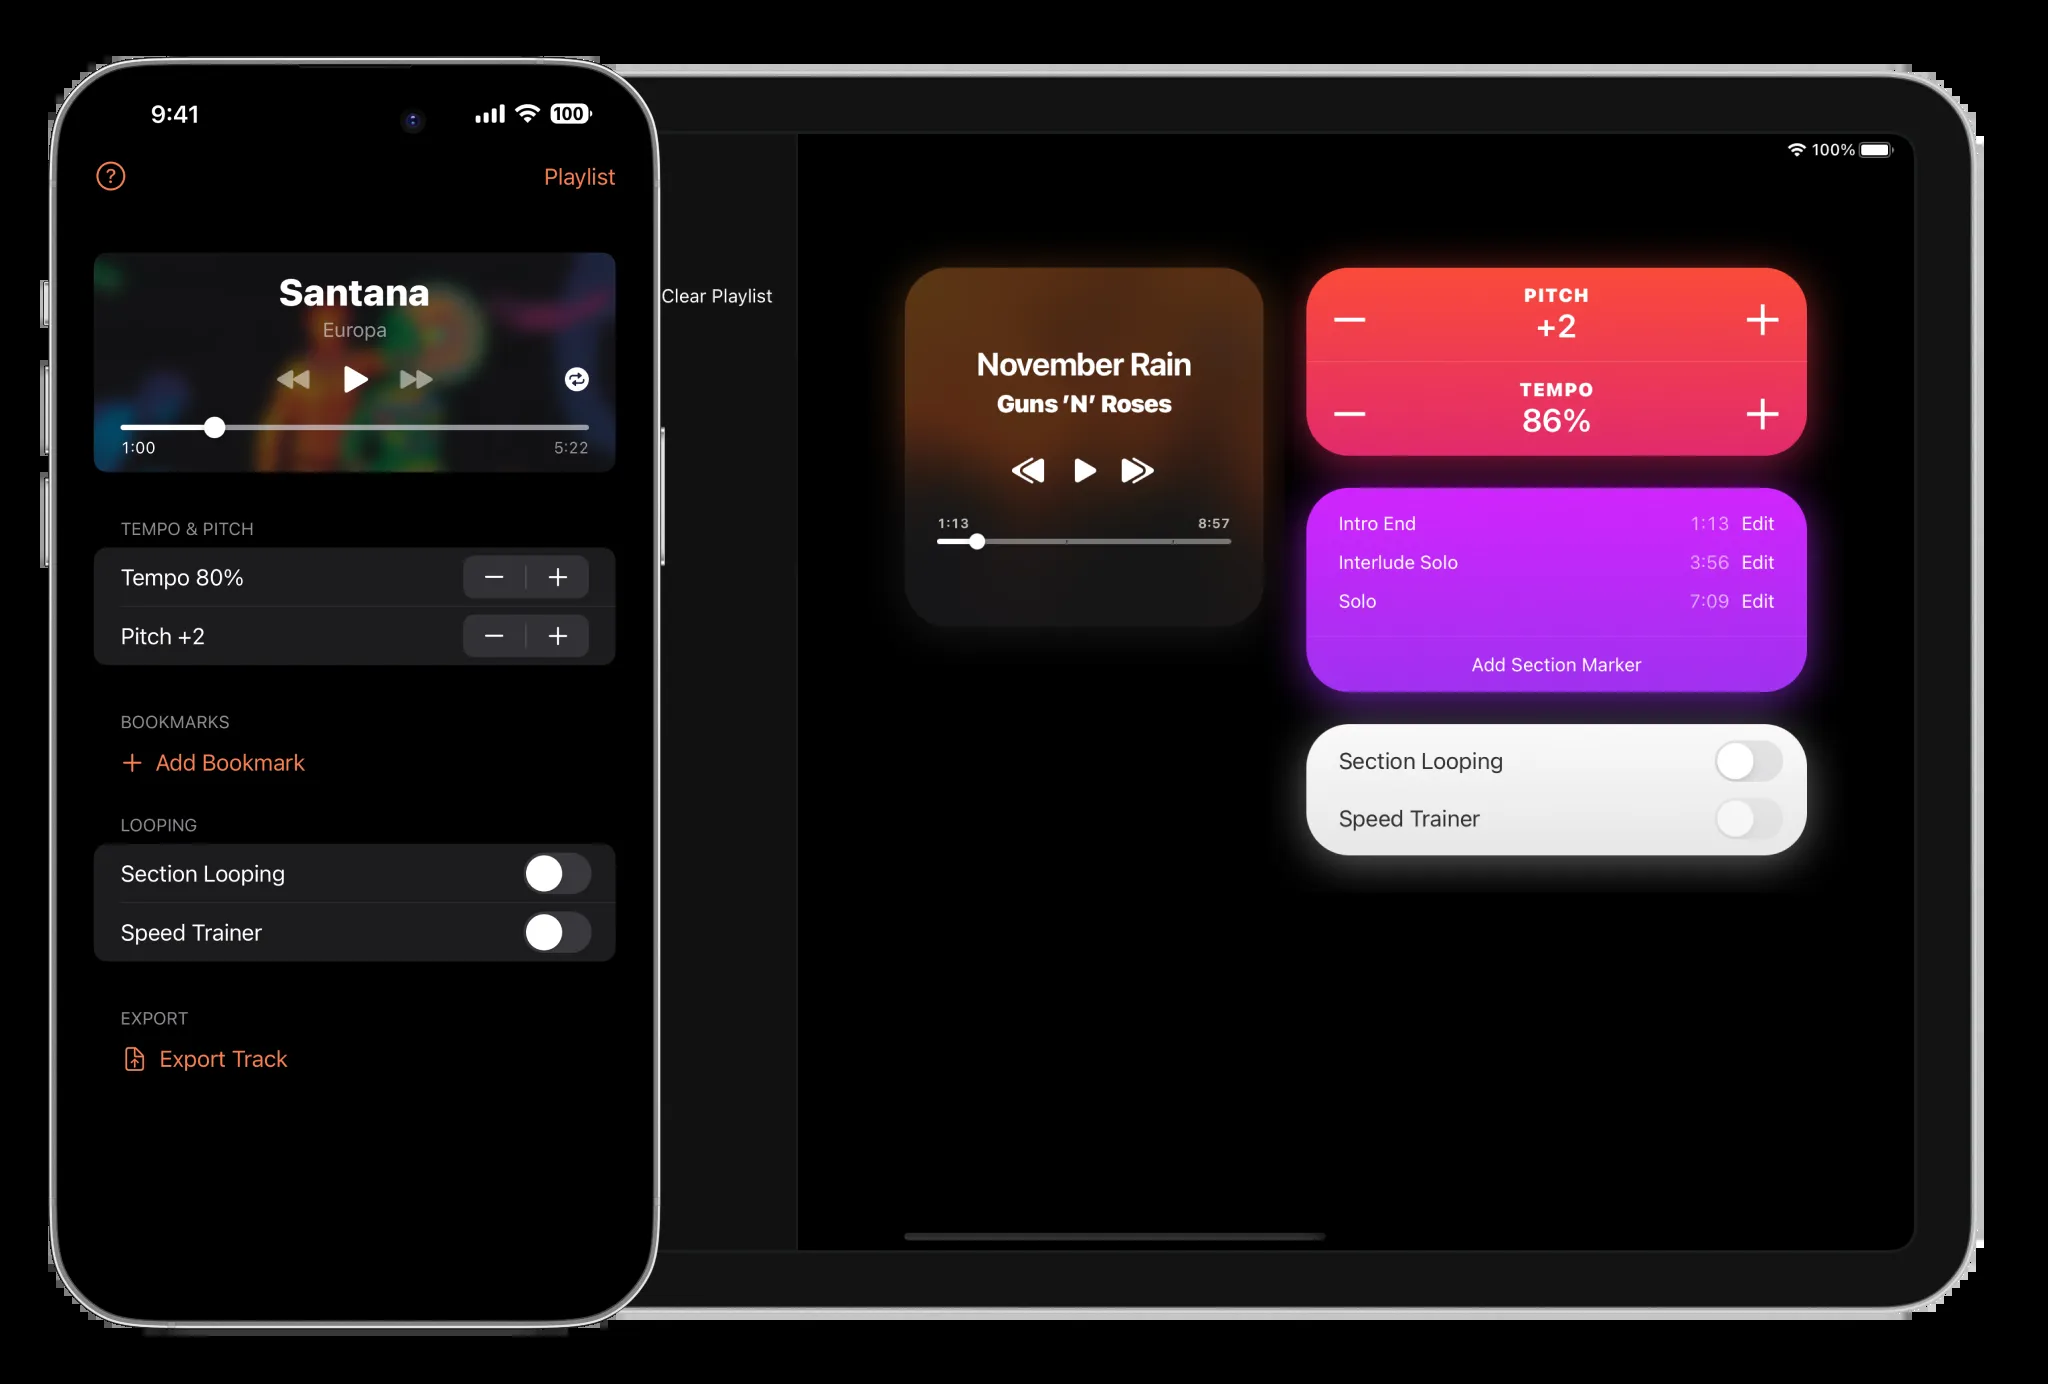 9:41
100
?
Playlist
Santana
Europa
1:00 5:22
TEMPO & PITCH
Tempo 80%
Pitch +2
BOOKMARKS
+ Add Bookmark
LOOPING
Section Looping
Speed Trainer
EXPORT
Export Track
100%
Clear Playlist
November Rain
Guns ’N’ Roses
1:13 8:57
PITCH
+2
TEMPO
86%
Intro End 1:13 Edit
Interlude Solo 3:56 Edit
Solo 7:09 Edit
Add Section Marker
Section Looping
Speed Trainer